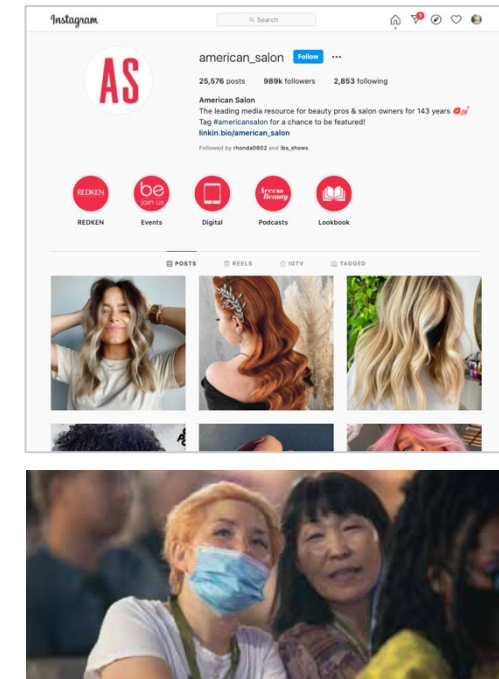 Instagram
Search
5
american_salon Follow
25,576 posts 989k followers 2,853 following
American Salon
The leading media resource for beauty pros & salon owners for 143 years
Tag #americansalon for a chance to be featured!
linkin.bio/american_salon
Followed by rhonda0802 and ibs_shows
AS
REDKEN
be
join us
Access
Beauty
REDKEN Events Digital Podcasts Lookbook
POSTS REELS IGTV TAGGED